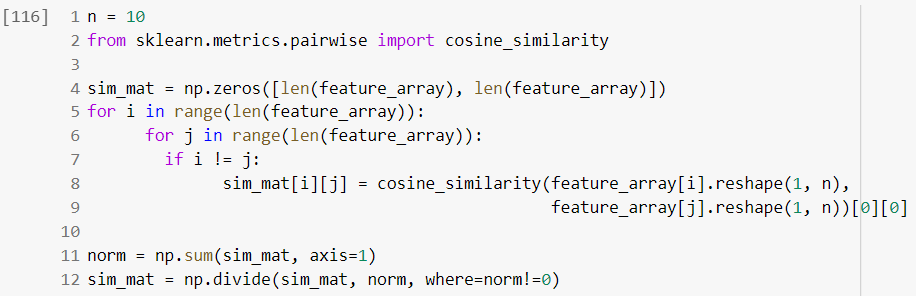 [116] 1 n = 10
2 from sklearn.metrics.pairwise import cosine_similarity
3
4 sim_mat = np.zeros([len(feature_array), len(feature_array)])
5 for i in range(len(feature_array)):
6 for j in range(len(feature_array)):
7 if i != j:
8 sim_mat[i][j] = cosine_similarity(feature_array[i].reshape(1, n),
9 feature_array[j].reshape(1, n))[0][0]
10
11 norm = np.sum(sim_mat, axis=1)
12 sim_mat = np.divide(sim_mat, norm, where=norm!=0)